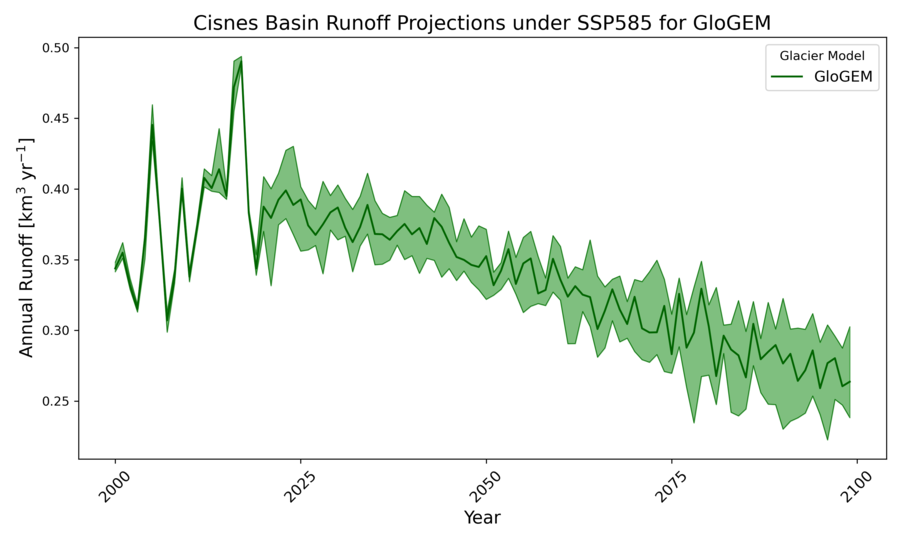 Cisnes Basin Runoff Projections under SSP585 for GloGEM
Glacier Model
GloGEM
Annual Runoff [km³ yr⁻¹]
0.50
0.45
0.40
0.35
0.30
0.25
2000
2025
2050
2075
2100
Year